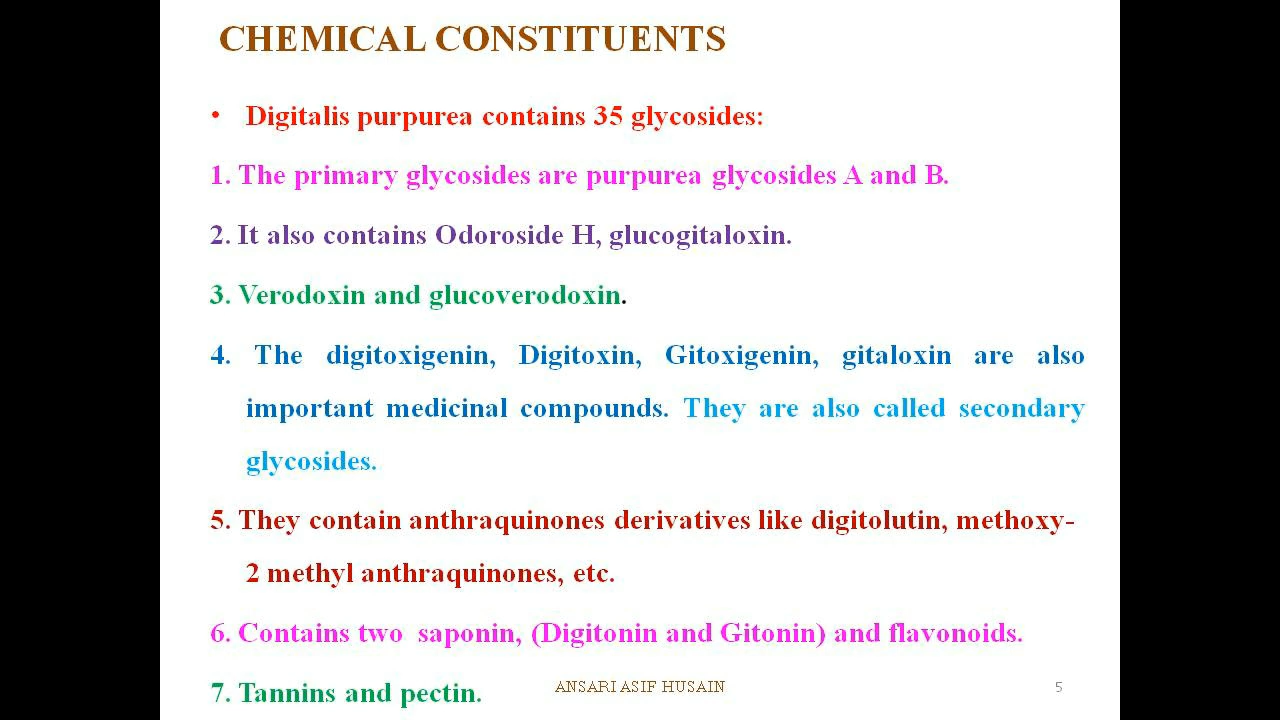 CHEMICAL CONSTITUENTS
• Digitalis purpurea contains 35 glycosides:
1. The primary glycosides are purpurea glycosides A and B.
2. It also contains Odoroside H, glucogitaloxin.
3. Verodoxin and glucoverodoxin.
4. The digitoxigenin, Digitoxin, Gitoxigenin, gitaloxin are also
important medicinal compounds. They are also called secondary
glycosides.
5. They contain anthraquinones derivatives like digitolutin, methoxy-
2 methyl anthraquinones, etc.
6. Contains two saponin, (Digitonin and Gitonin) and flavonoids.
7. Tannins and pectin.
ANSARI ASIF HUSAIN
5